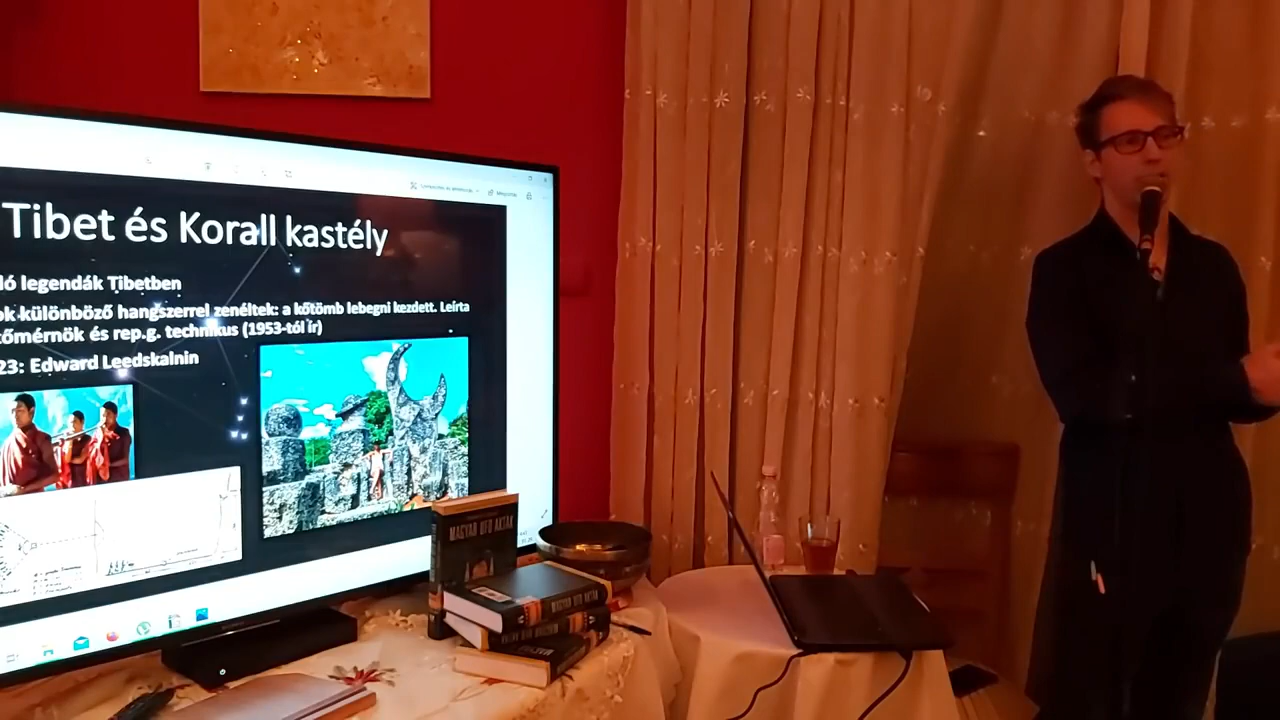 Tibet és Korall kastély
ló legendák Tibetben
ok különböző hangszerrel zenéltek: a kőtömb lebegni kezdett. Leírta
tőmérnök és rep.g. technikus (1953-tól ír)
23: Edward Leedskalnin
MAGYAR UFO AKTÁK
MAGYAR UFO AKTÁK